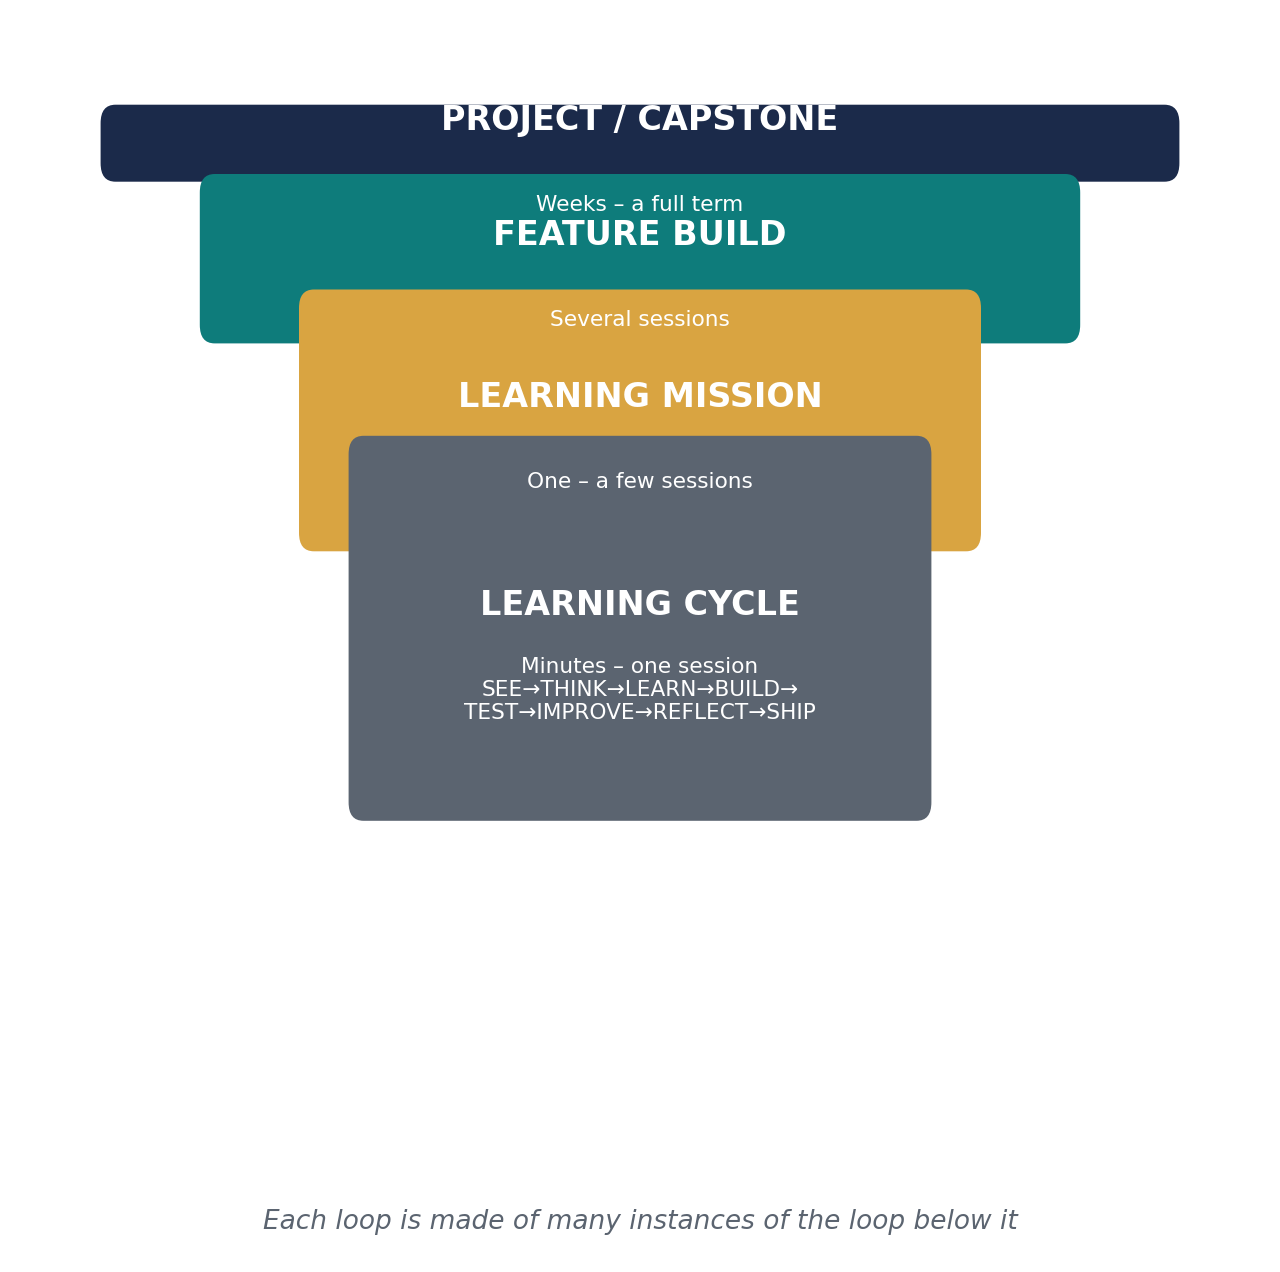 PROJECT / CAPSTONE
Weeks – a full term
FEATURE BUILD
Several sessions
LEARNING MISSION
One – a few sessions
LEARNING CYCLE
Minutes – one session
SEE→THINK→LEARN→BUILD→
TEST→IMPROVE→REFLECT→SHIP
Each loop is made of many instances of the loop below it